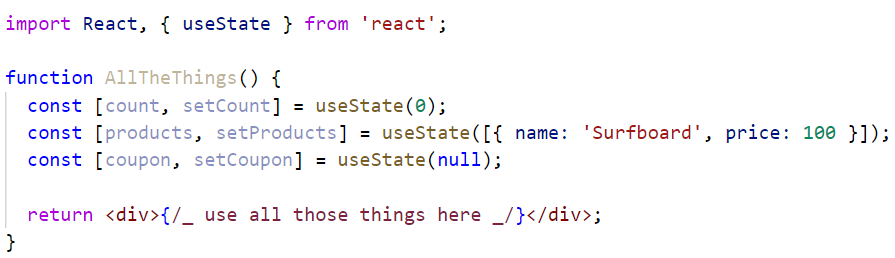 import React, { useState } from 'react';
function AllTheThings() {
const [count, setCount] = useState(0);
const [products, setProducts] = useState([{ name: 'Surfboard', price: 100 }]);
const [coupon, setCoupon] = useState(null);
return <div>{/_ use all those things here _/}</div>;
}